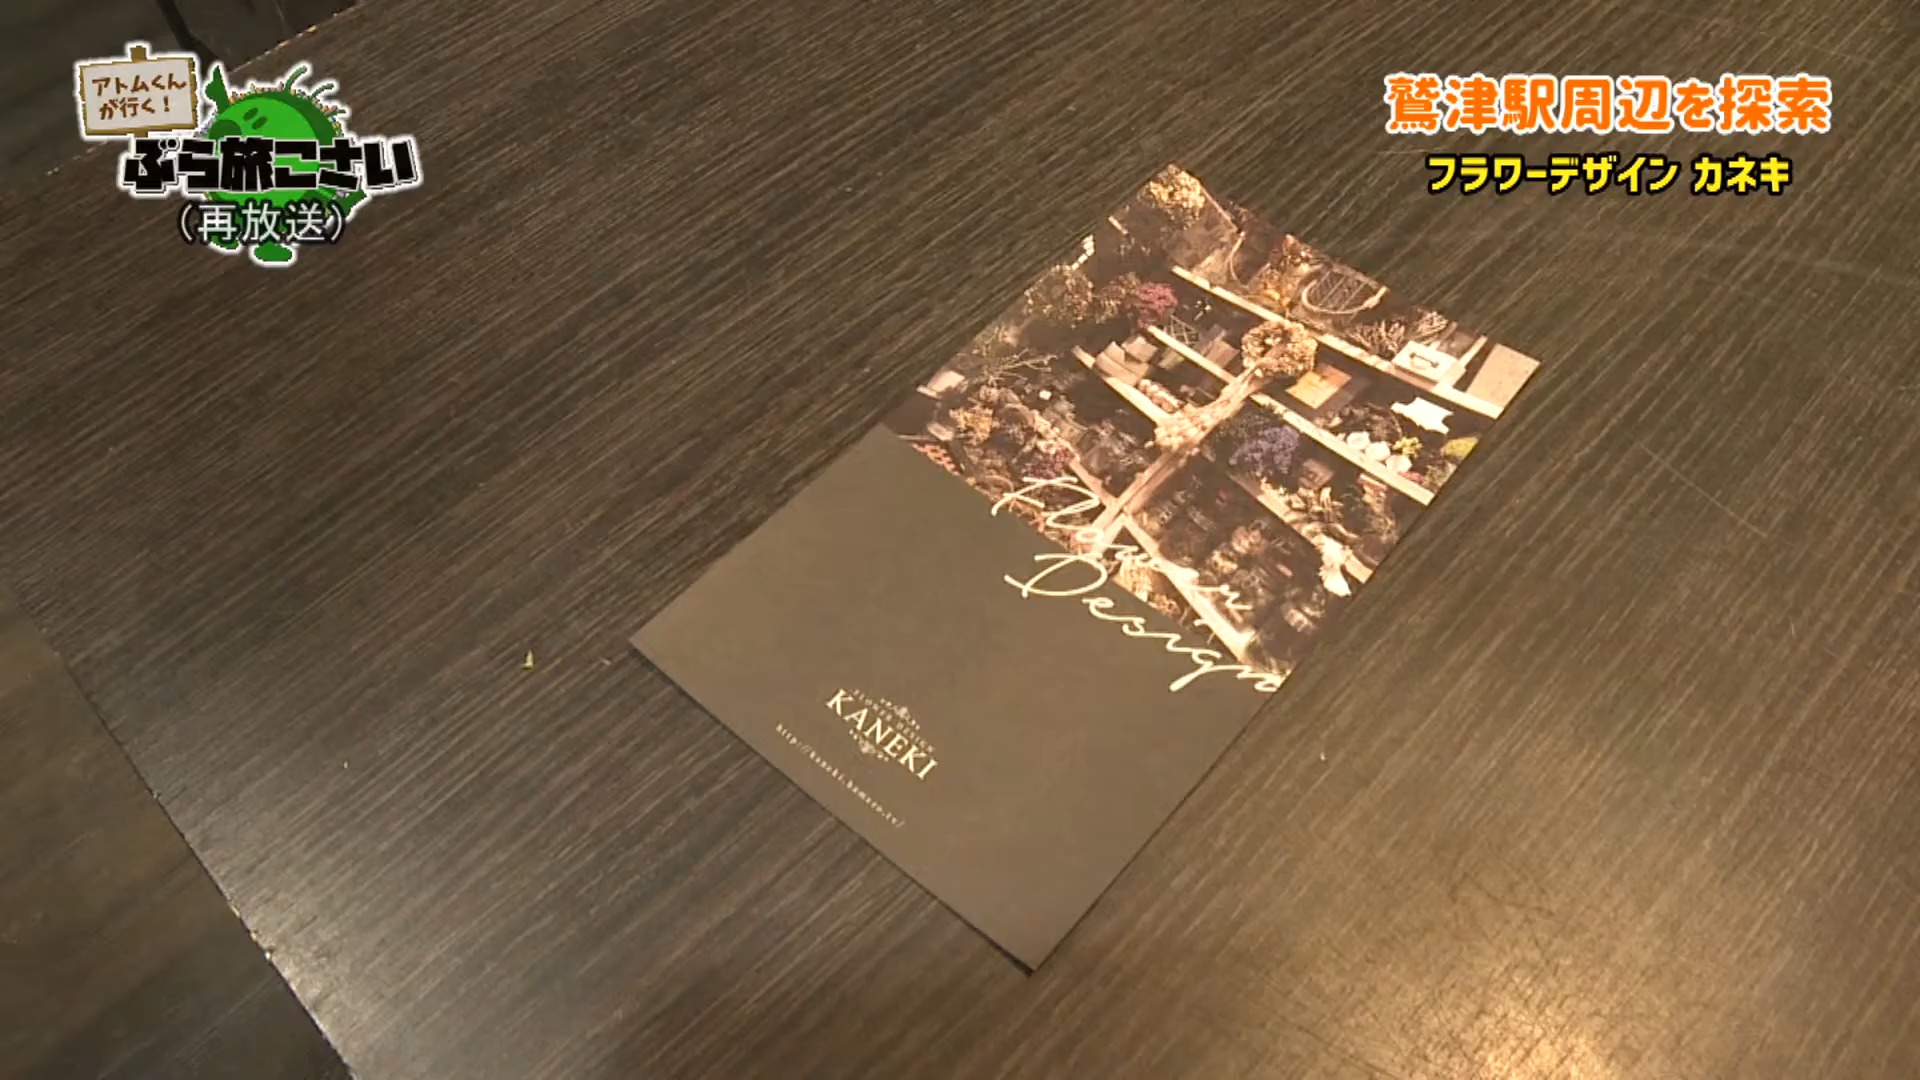 アトムくん
が行く!
ぶら旅こさい
（再放送）
鷲津駅周辺を探索
フラワーデザイン カネキ
Flower
Design
FLOWER DESIGN
KANEKI